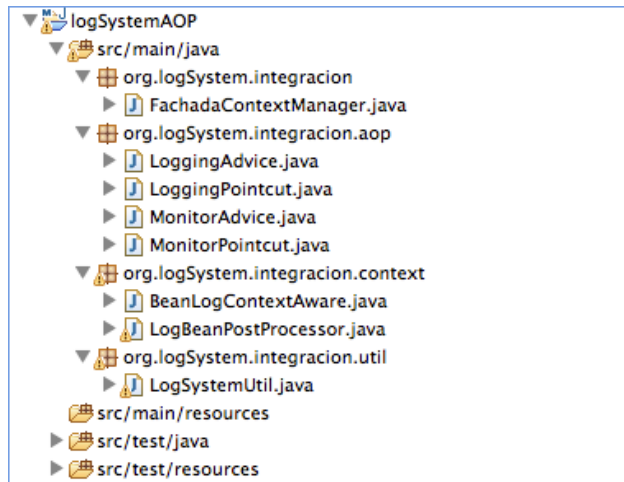 logSystemAOP
src/main/java
org.logSystem.integracion
FachadaContextManager.java
org.logSystem.integracion.aop
LoggingAdvice.java
LoggingPointcut.java
MonitorAdvice.java
MonitorPointcut.java
org.logSystem.integracion.context
BeanLogContextAware.java
LogBeanPostProcessor.java
org.logSystem.integracion.util
LogSystemUtil.java
src/main/resources
src/test/java
src/test/resources